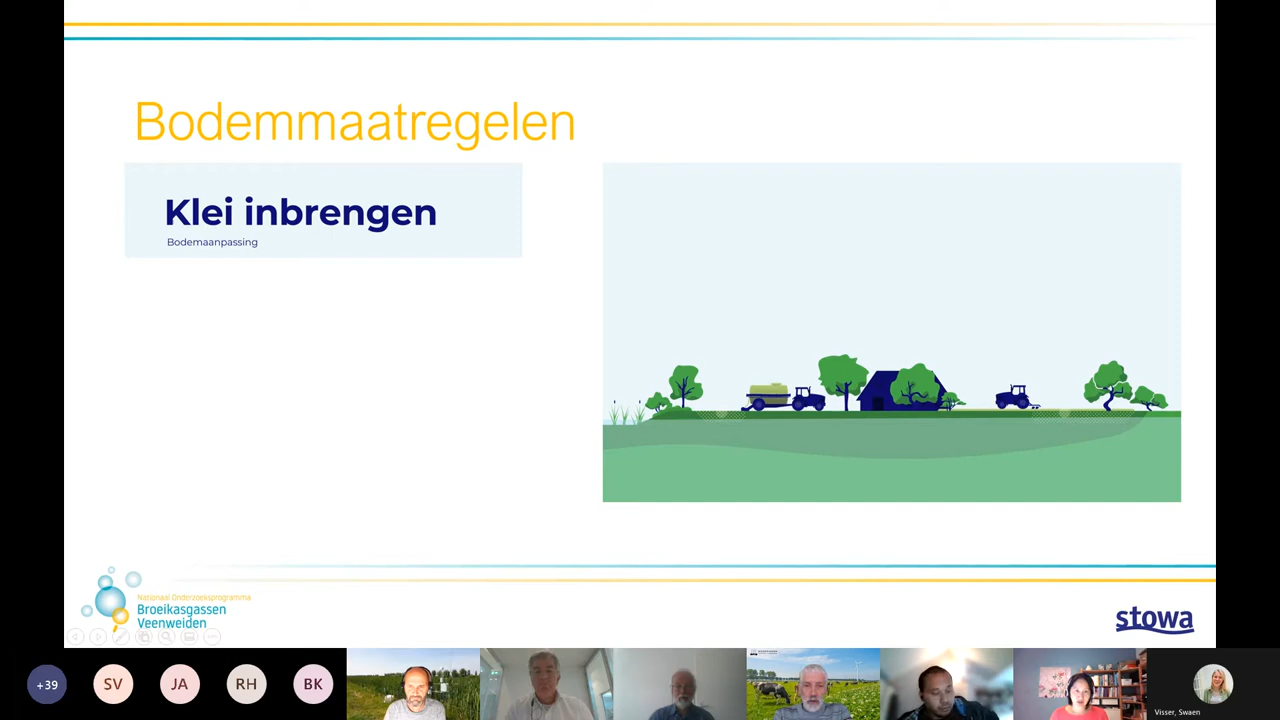 Bodemmaatregelen
Klei inbrengen
Bodemaanpassing
Nationaal Onderzoeksprogramma
Broeikasgassen
Veenweiden
stowa
+39
SV
JA
RH
BK
Visser, Swaen